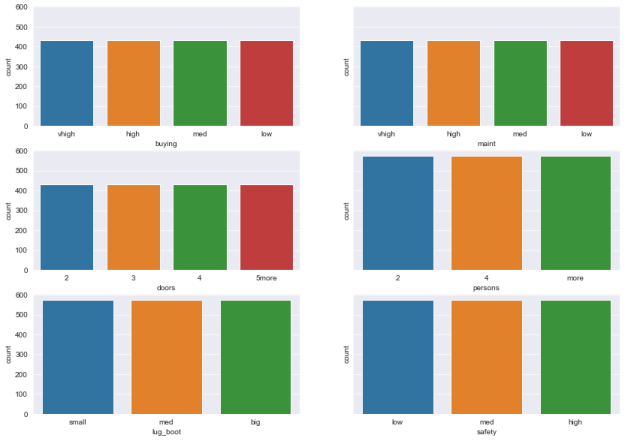 600
500
400
300
200
100
0
count
vhigh high med low
buying
count
vhigh high med low
maint
600
500
400
300
200
100
0
count
2 3 4 5more
doors
count
2 4 more
persons
600
500
400
300
200
100
0
count
small med big
lug_boot
count
low med high
safety